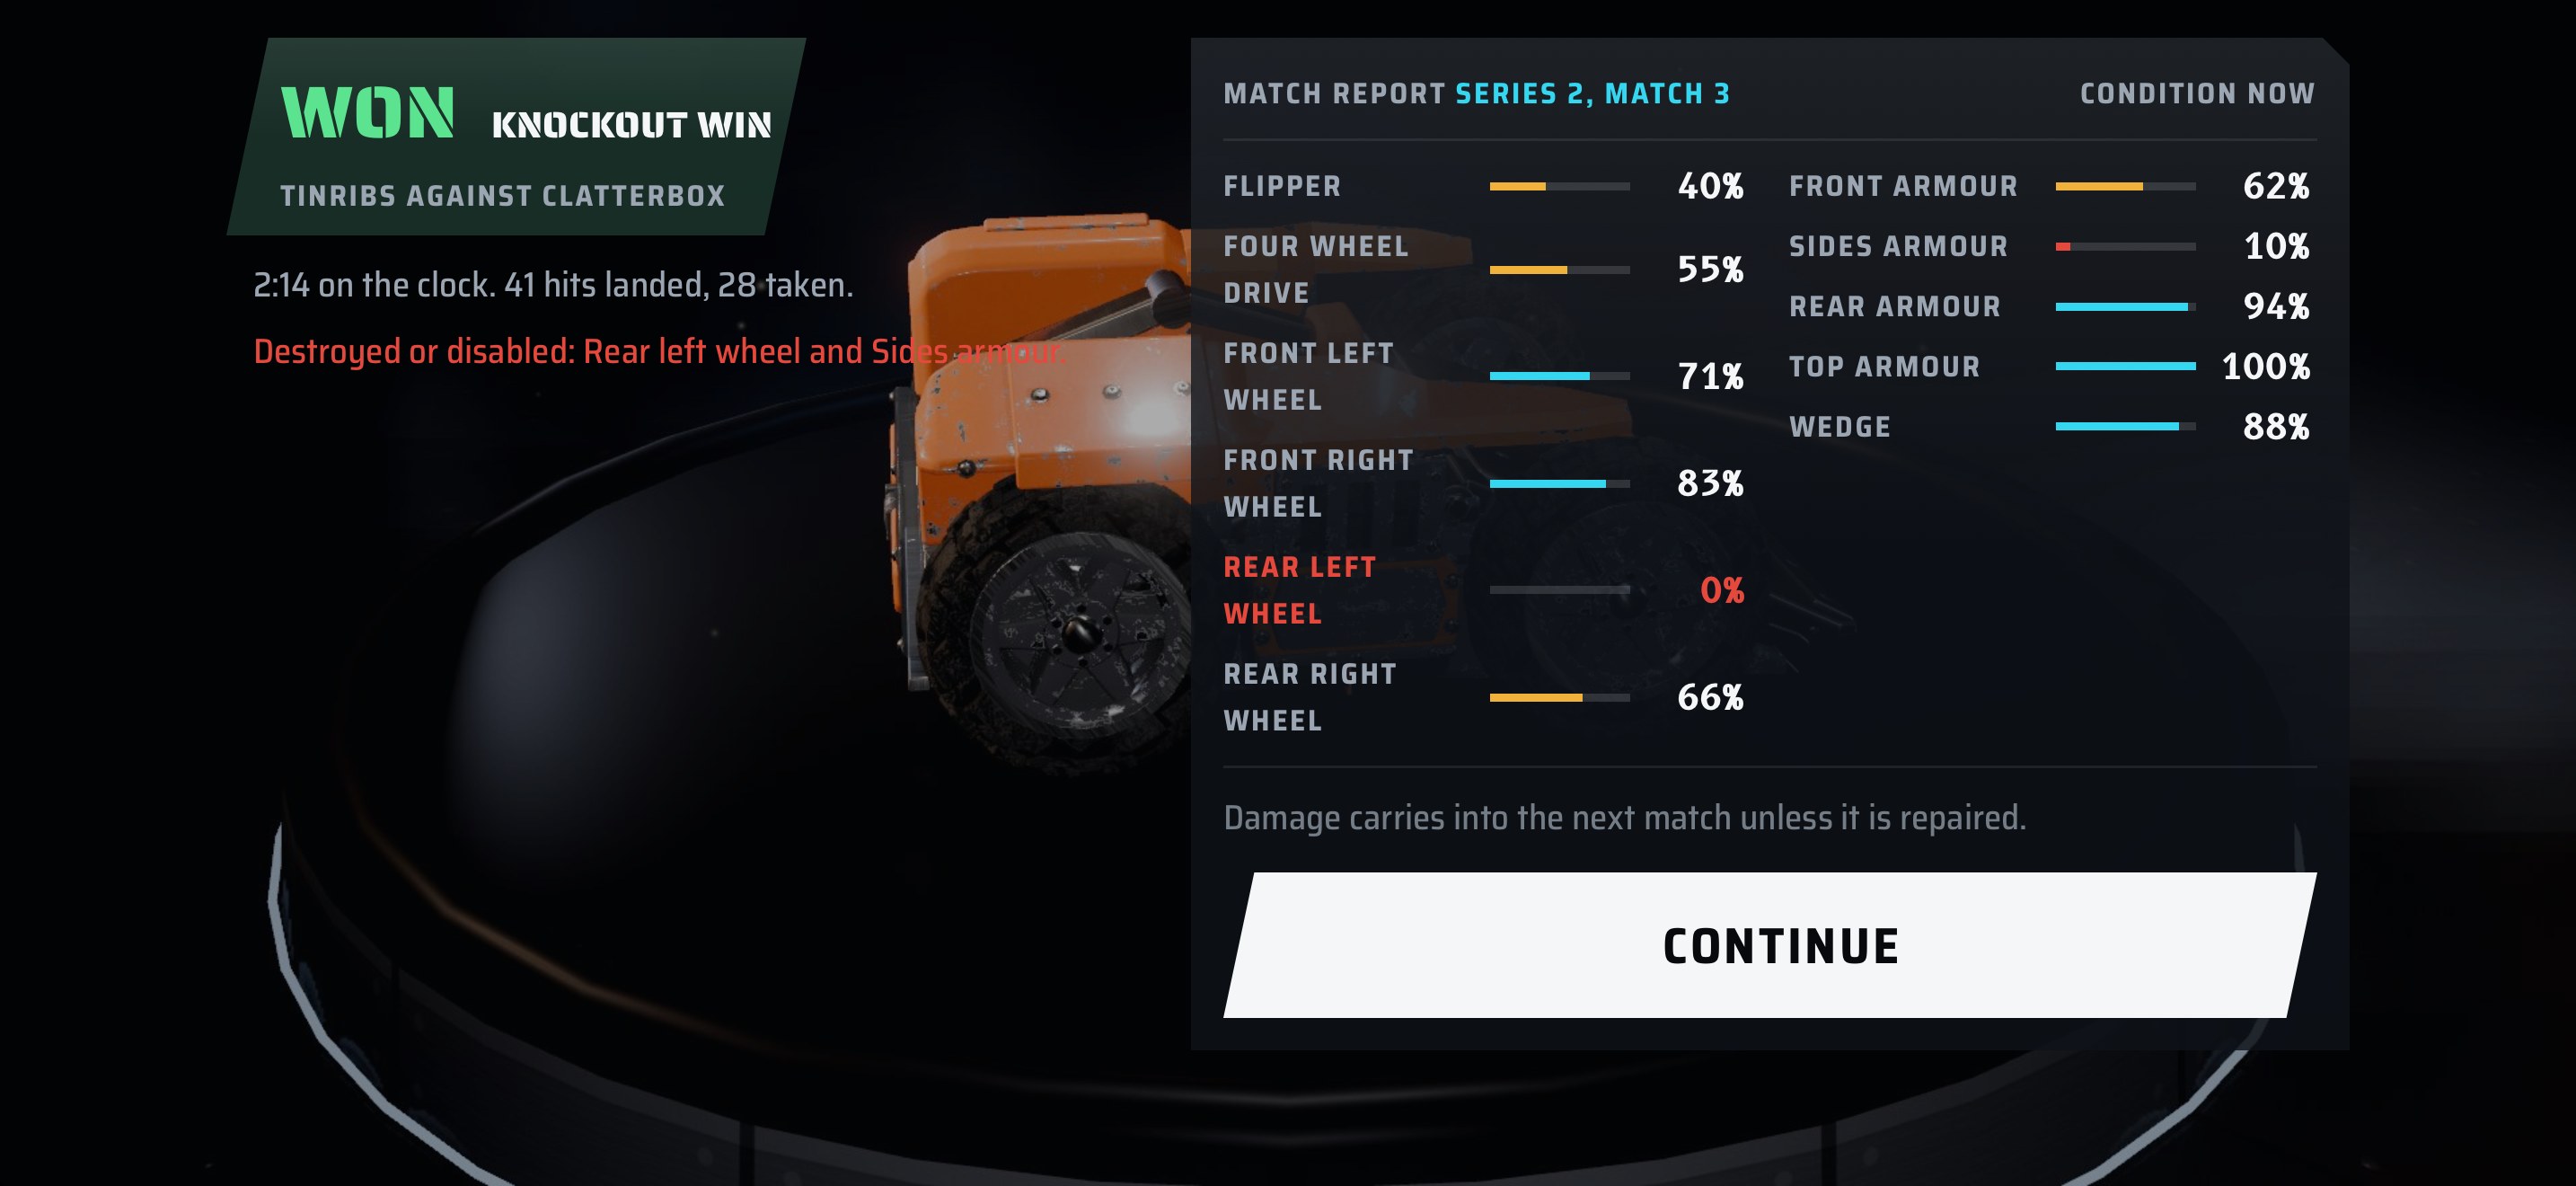 WON KNOCKOUT WIN
TINRIBS AGAINST CLATTERBOX
2:14 on the clock. 41 hits landed, 28 taken.
Destroyed or disabled: Rear left wheel and Sides armour.
MATCH REPORT SERIES 2, MATCH 3
CONDITION NOW
FLIPPER 40%
FOUR WHEEL
DRIVE 55%
FRONT LEFT
WHEEL 71%
FRONT RIGHT
WHEEL 83%
REAR LEFT
WHEEL 0%
REAR RIGHT
WHEEL 66%
FRONT ARMOUR 62%
SIDES ARMOUR 10%
REAR ARMOUR 94%
TOP ARMOUR 100%
WEDGE 88%
Damage carries into the next match unless it is repaired.
CONTINUE